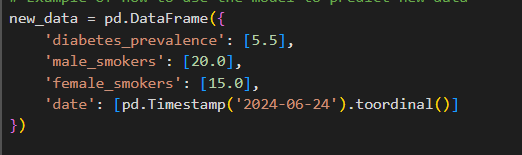 # Example of how to use the model to predict new data
new_data = pd.DataFrame({
    'diabetes_prevalence': [5.5],
    'male_smokers': [20.0],
    'female_smokers': [15.0],
    'date': [pd.Timestamp('2024-06-24').toordinal()]
})